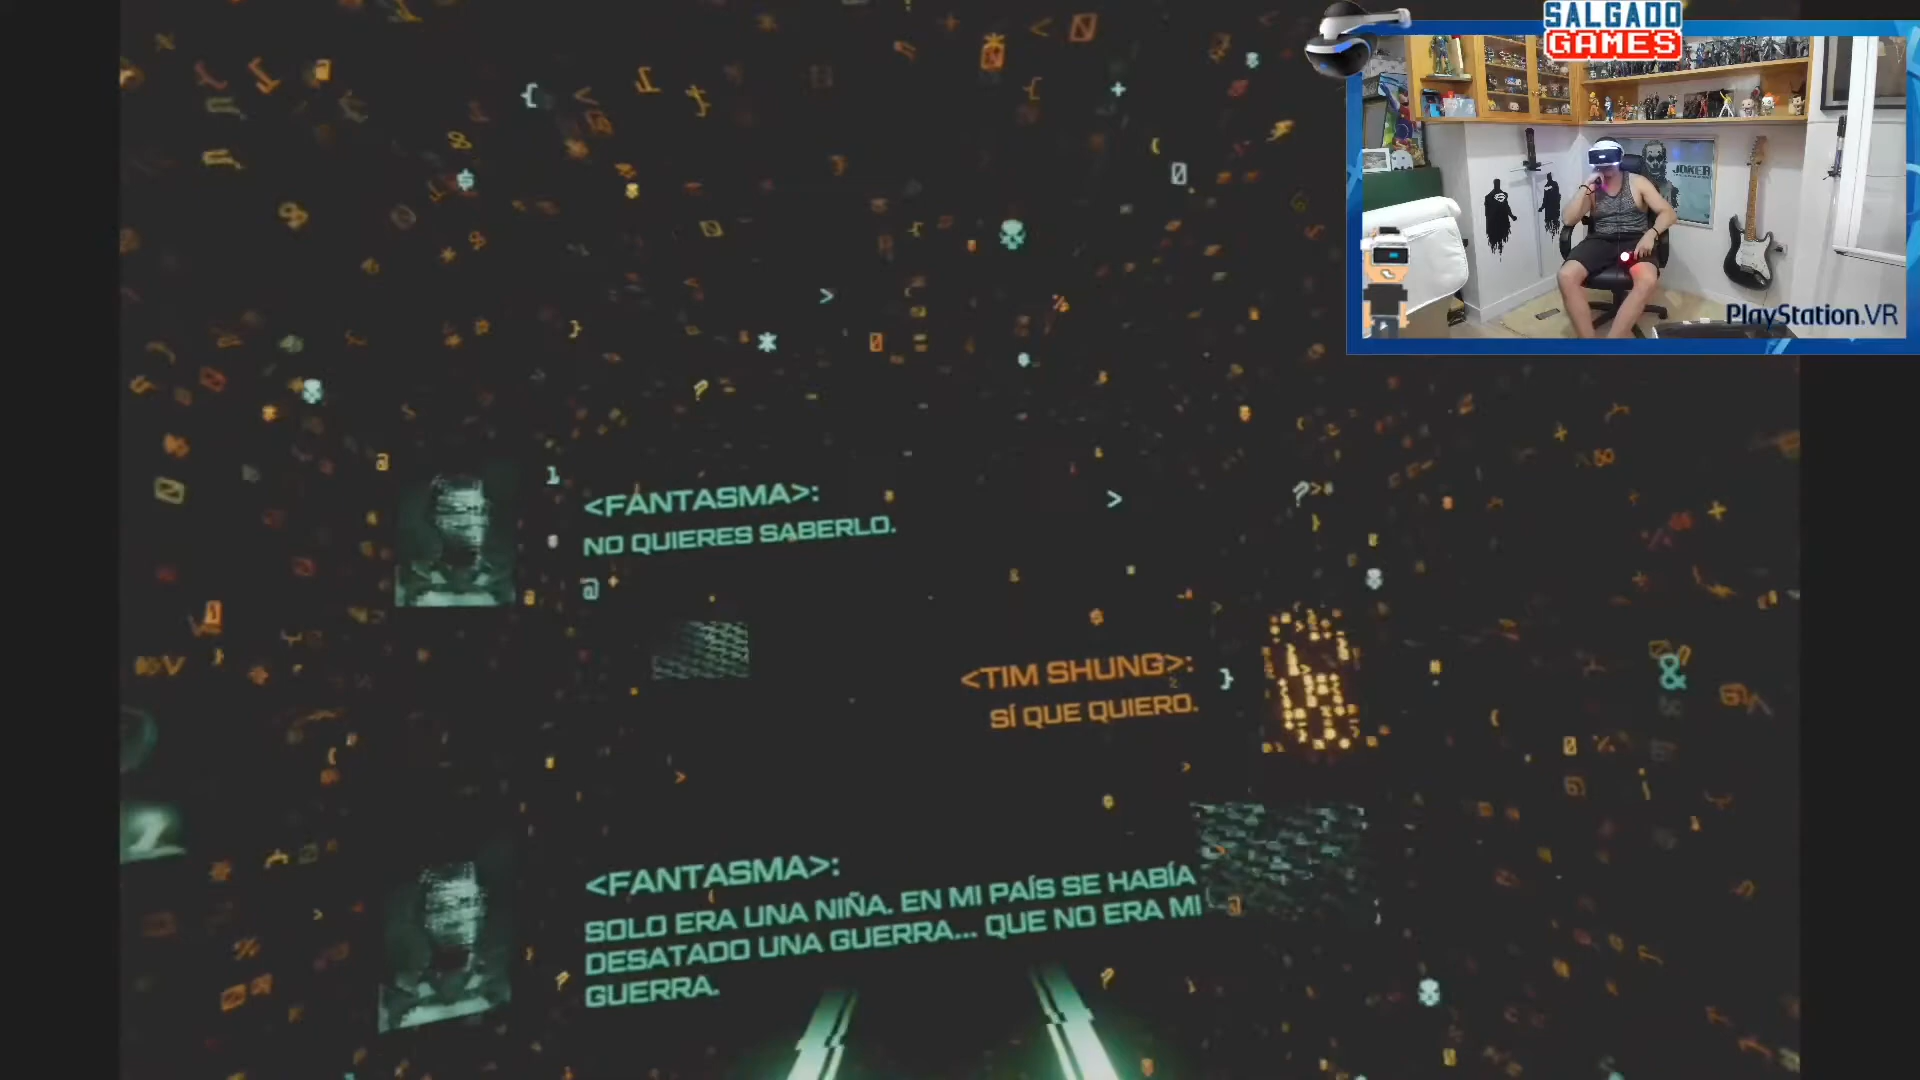 SALGADO
GAMES
JOKER
PlayStation.VR
<FANTASMA>:
NO QUIERES SABERLO.
<TIM SHUNG>:
SÍ QUE QUIERO.
<FANTASMA>:
SOLO ERA UNA NIÑA. EN MI PAÍS SE HABÍA
DESATADO UNA GUERRA... QUE NO ERA MI
GUERRA.